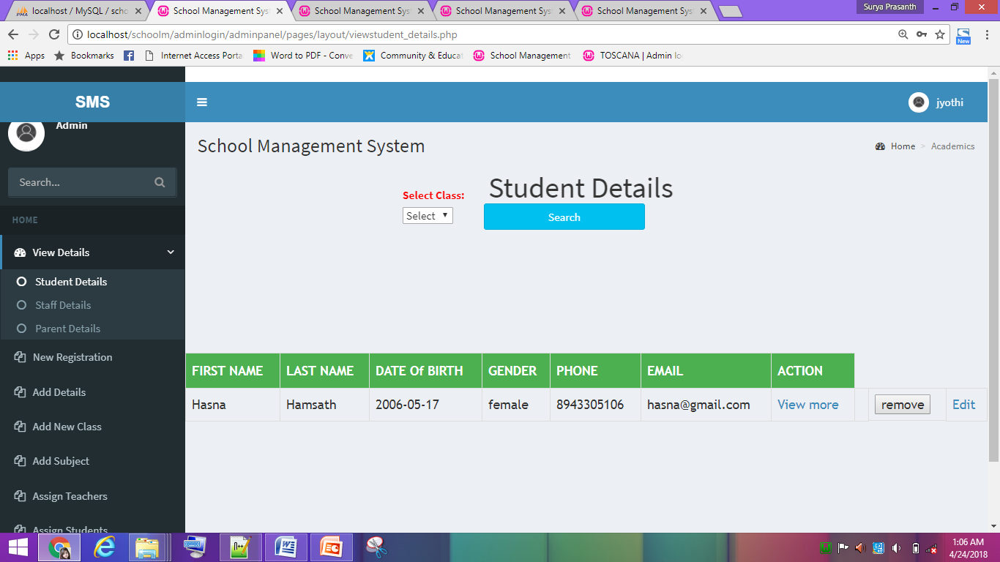 localhost / MySQL / scho
School Management Sys
School Management Sys
School Management Sys
School Management Sys
Surya Prasanth
localhost/schoolm/adminlogin/adminpanel/pages/layout/viewstudent_details.php
New
Apps
Bookmarks
Internet Access Porta
Word to PDF - Conve
Community & Educat
School Management
TOSCANA | Admin lo
SMS
jyothi
Admin
School Management System
Home > Academics
Search...
Student Details
Select Class:
Select
Search
HOME
View Details
Student Details
Staff Details
Parent Details
New Registration
Add Details
Add New Class
Add Subject
Assign Teachers
Assign Students
FIRST NAME LAST NAME DATE Of BIRTH GENDER PHONE EMAIL ACTION
Hasna Hamsath 2006-05-17 female 8943305106 hasna@gmail.com View more remove Edit
1:06 AM
4/24/2018